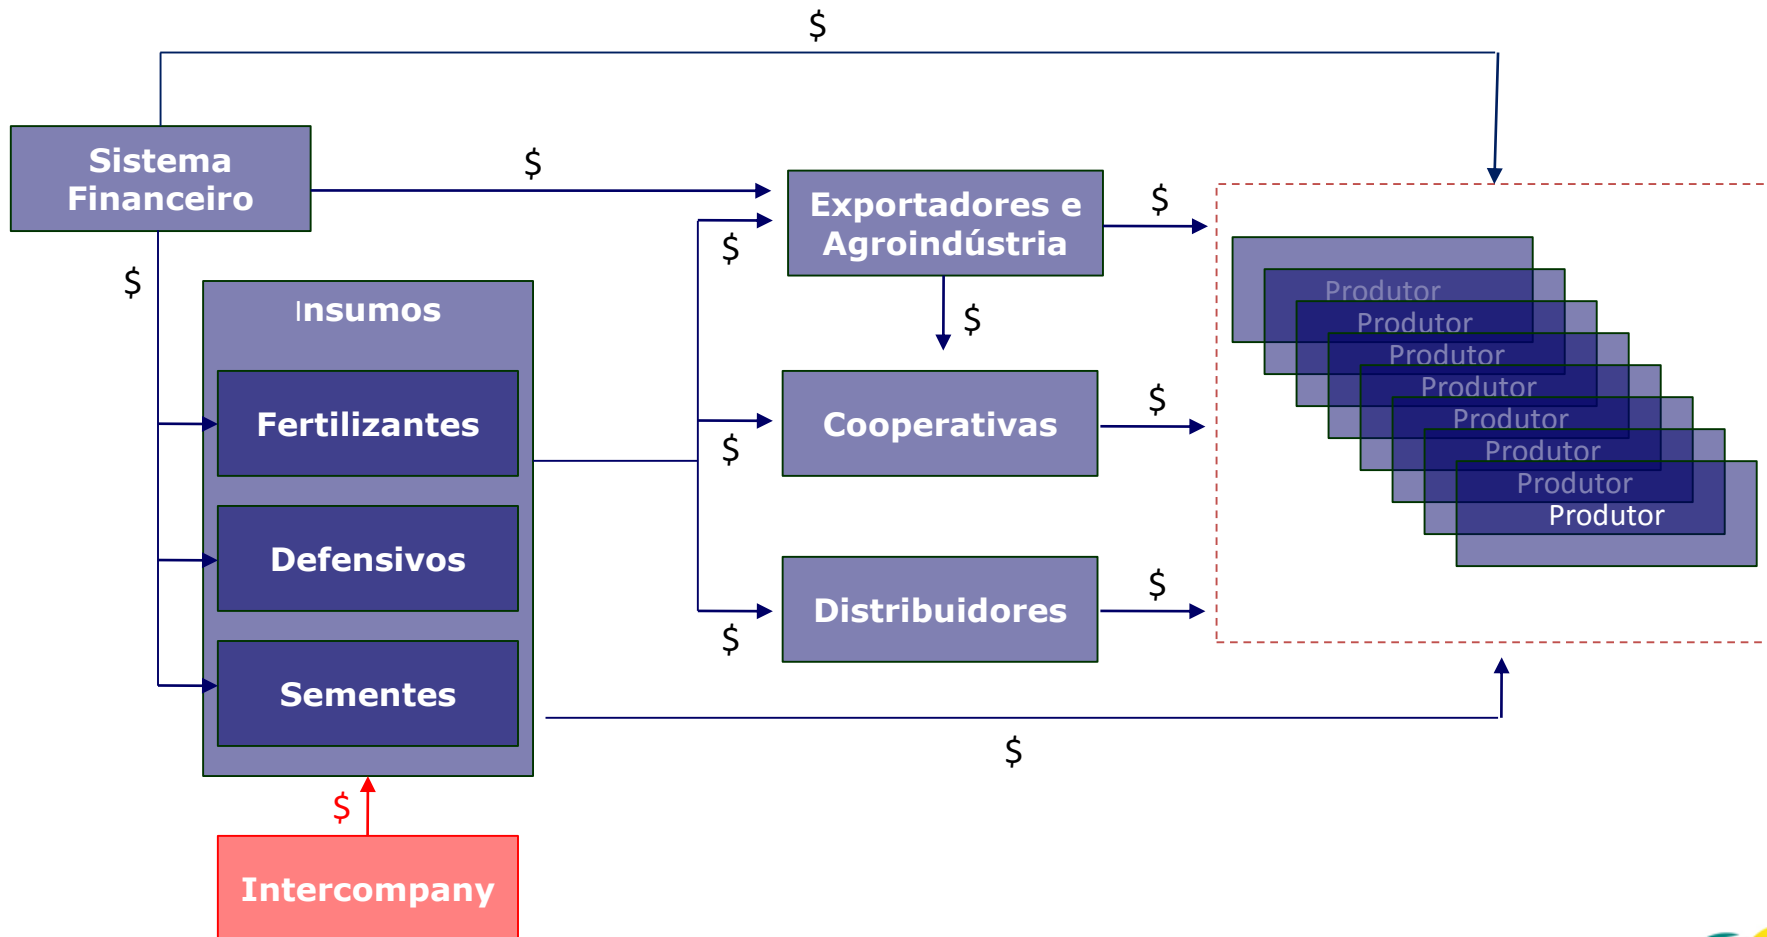 $
Sistema
Financeiro
$
$
Exportadores e
Agroindústria
$
$
$
Insumos
Fertilizantes
Defensivos
Sementes
$
Cooperativas
$
$
Distribuidores
$
$
Produtor
Produtor
Produtor
Produtor
Produtor
Produtor
Produtor
Produtor
$
$
Intercompany